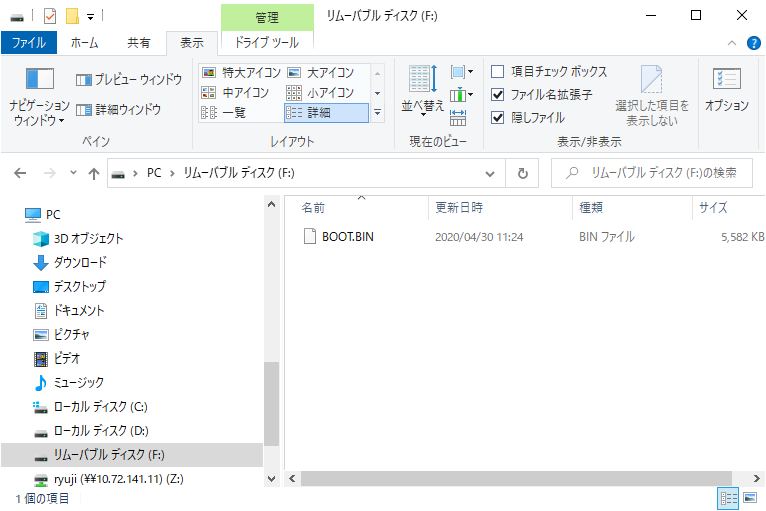 管理
リムーバブル ディスク (F:)
ファイル
ホーム
共有
表示
ドライブ ツール
ナビゲーション
ウィンドウ
プレビュー ウィンドウ
詳細ウィンドウ
ペイン
特大アイコン
大アイコン
中アイコン
小アイコン
一覧
詳細
レイアウト
並べ替え
現在のビュー
項目チェック ボックス
ファイル名拡張子
隠しファイル
選択した項目を
表示しない
表示/非表示
オプション
PC
リムーバブル ディスク (F:)
リムーバブル ディスク (F:)の検索
PC
3D オブジェクト
ダウンロード
デスクトップ
ドキュメント
ピクチャ
ビデオ
ミュージック
ローカル ディスク (C:)
ローカル ディスク (D:)
リムーバブル ディスク (F:)
ryuji (¥¥10.72.141.11) (Z:)
名前
更新日時
種類
サイズ
BOOT.BIN
2020/04/30 11:24
BIN ファイル
5,582 KB
1 個の項目